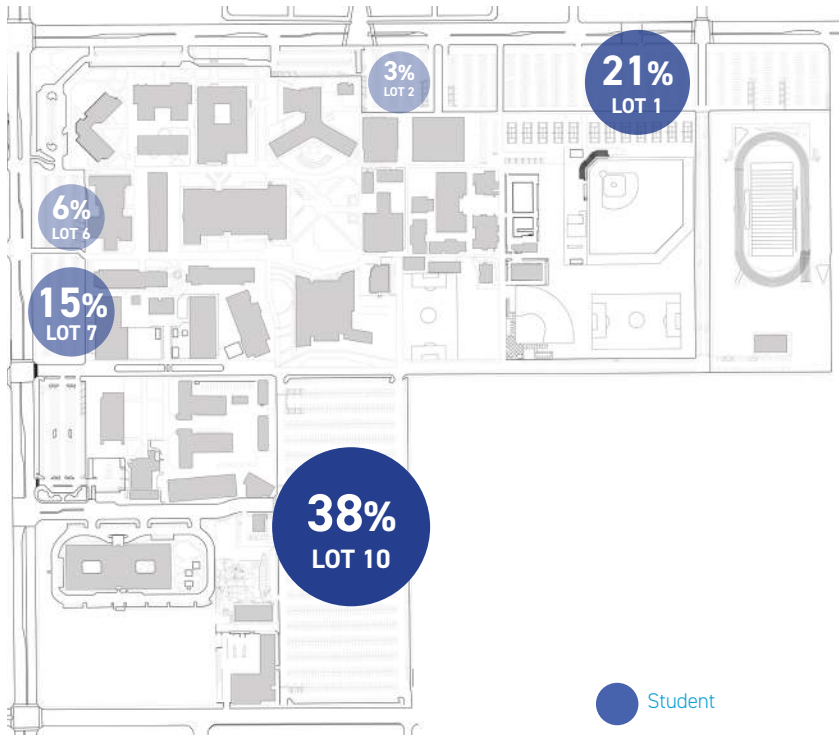 3%
LOT 2
21%
LOT 1
6%
LOT 6
15%
LOT 7
38%
LOT 10
Student